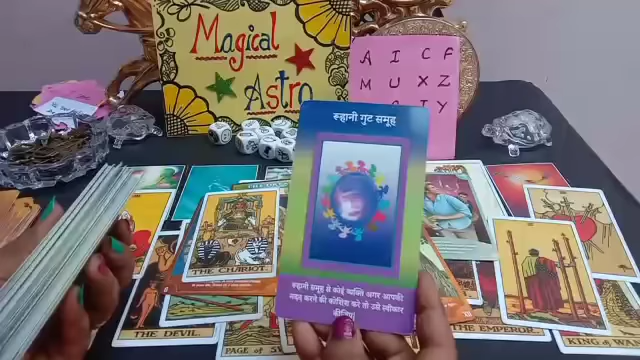 Magical
Astro
A I C F
M U X Z
I Y
रूहानी गुट समूह
रूहानी समूह से कोई व्यक्ति अगर आपकी
मदद करने की कोशिश करे तो उसे स्वीकार
कीजिए।
THE CHARIOT
THE DEVIL.
PAGE of
THE EMPEROR.
KING of WAN